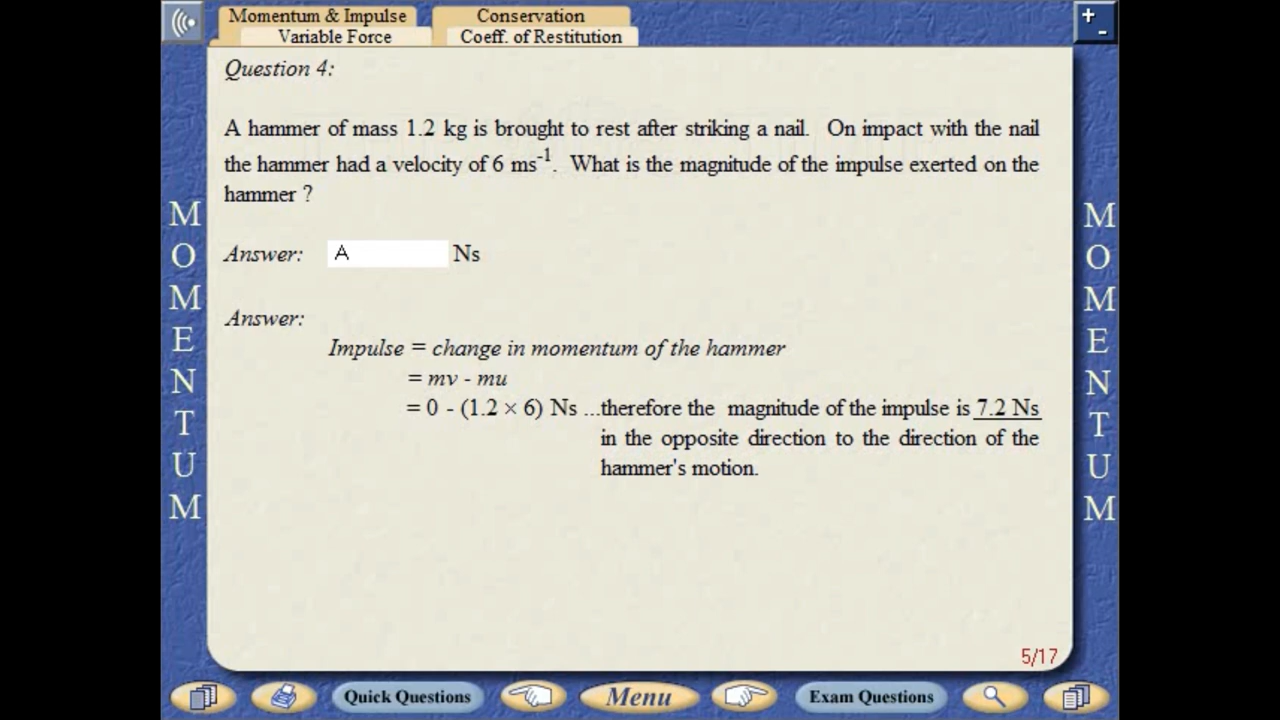 Momentum & Impulse
Conservation
Variable Force
Coeff. of Restitution
+
-
Question 4:
A hammer of mass 1.2 kg is brought to rest after striking a nail. On impact with the nail
the hammer had a velocity of 6 ms⁻¹. What is the magnitude of the impulse exerted on the
hammer ?
Answer: A Ns
Answer:
Impulse = change in momentum of the hammer
= mv - mu
= 0 - (1.2 × 6) Ns ...therefore the magnitude of the impulse is 7.2 Ns
in the opposite direction to the direction of the
hammer's motion.
MOMENTUM
MOMENTUM
5/17
Quick Questions
Menu
Exam Questions